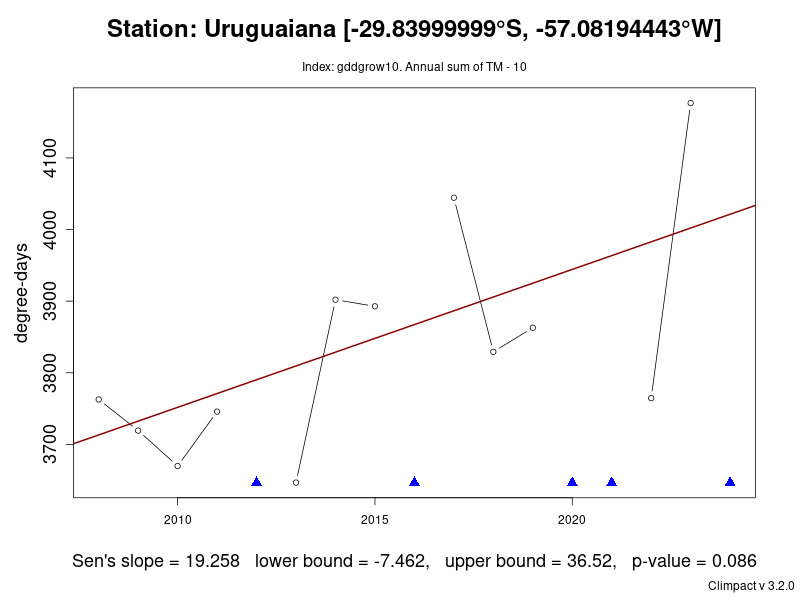 Station: Uruguaiana [-29.83999999°S, -57.08194443°W]
Index: gddgrow10. Annual sum of TM - 10
degree-days
4100
4000
3900
3800
3700
2010 2015 2020
Sen's slope = 19.258 lower bound = -7.462, upper bound = 36.52, p-value = 0.086
Climpact v 3.2.0